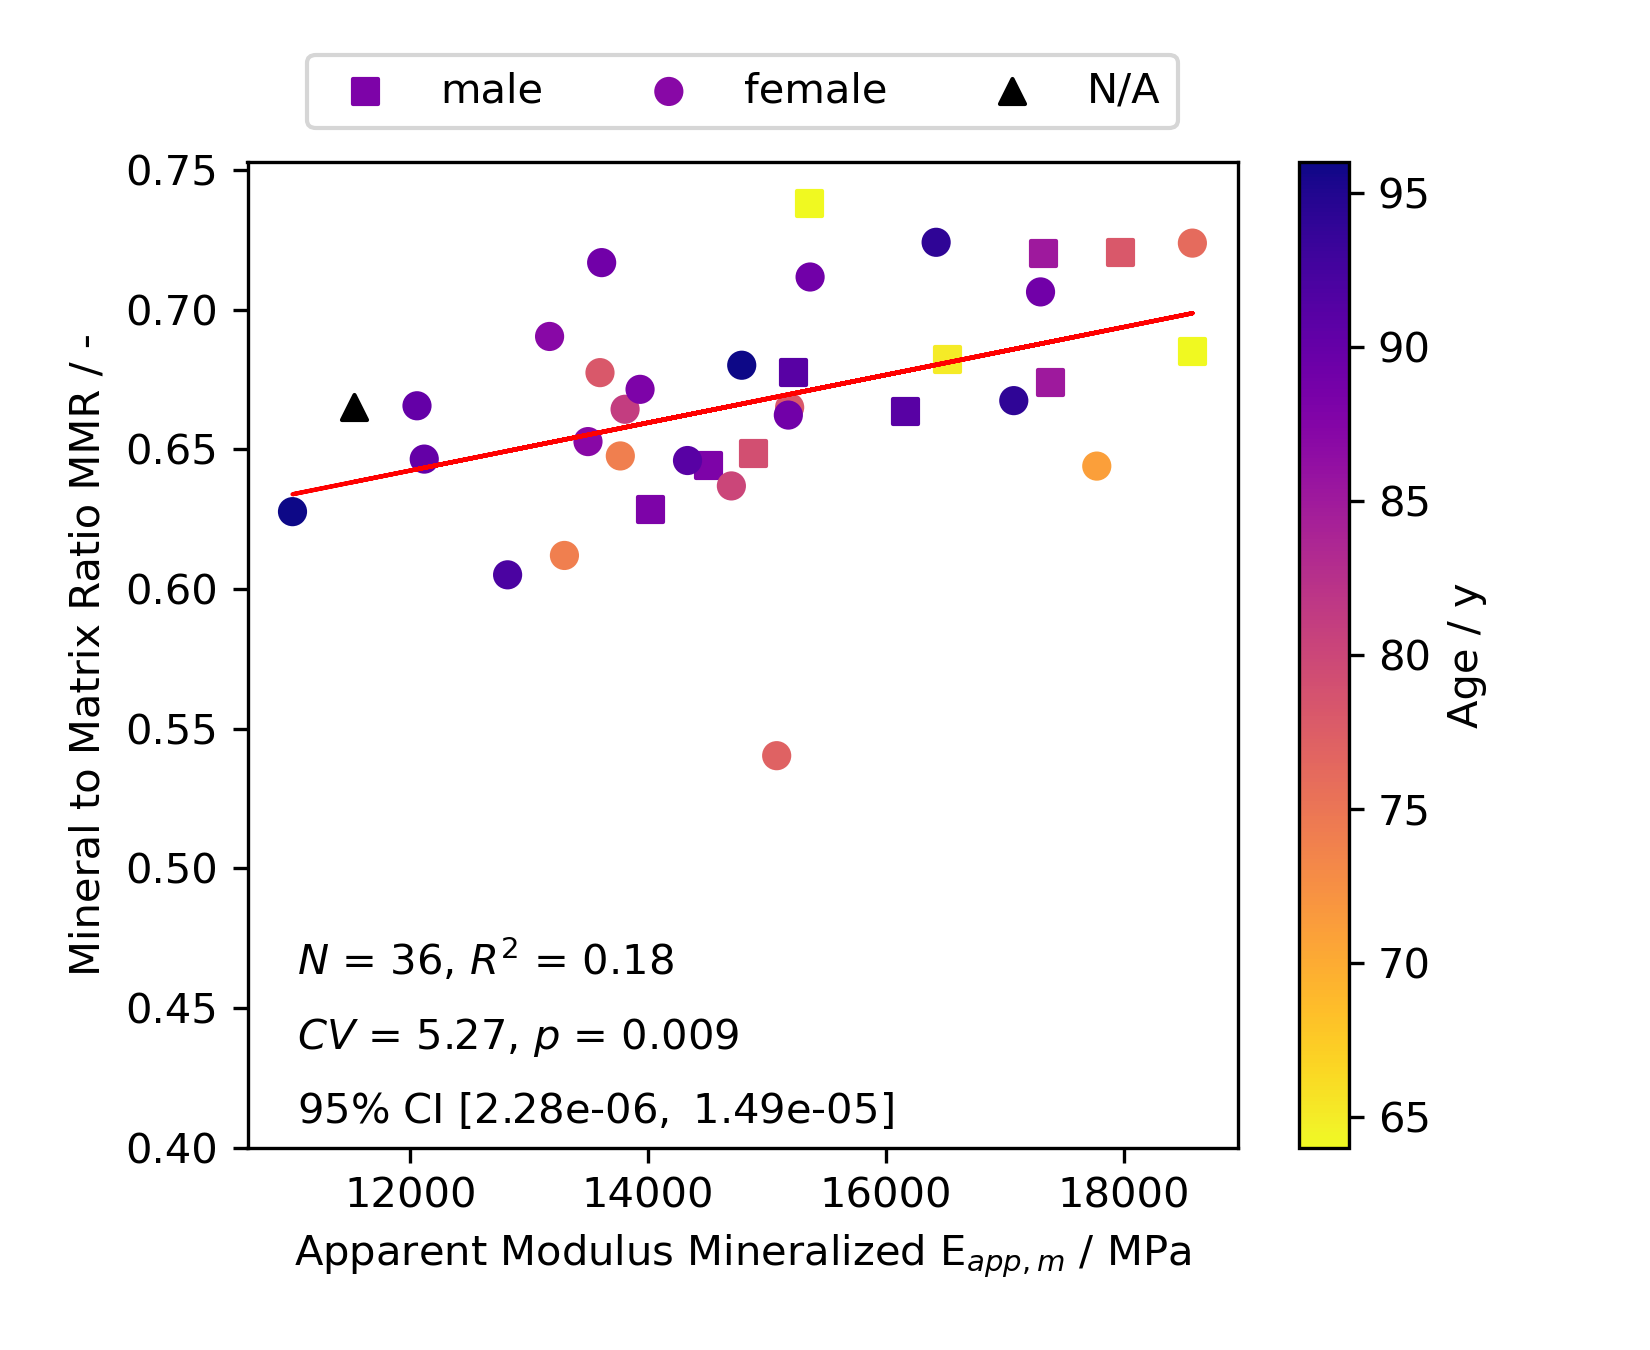 male female N/A
Mineral to Matrix Ratio MMR / -
0.75
0.70
0.65
0.60
0.55
0.50
0.45
0.40
N = 36, R² = 0.18
CV = 5.27, p = 0.009
95% CI [2.28e-06, 1.49e-05]
12000 14000 16000 18000
Apparent Modulus Mineralized E_app,m / MPa
95
90
85
80
75
70
65
Age / y